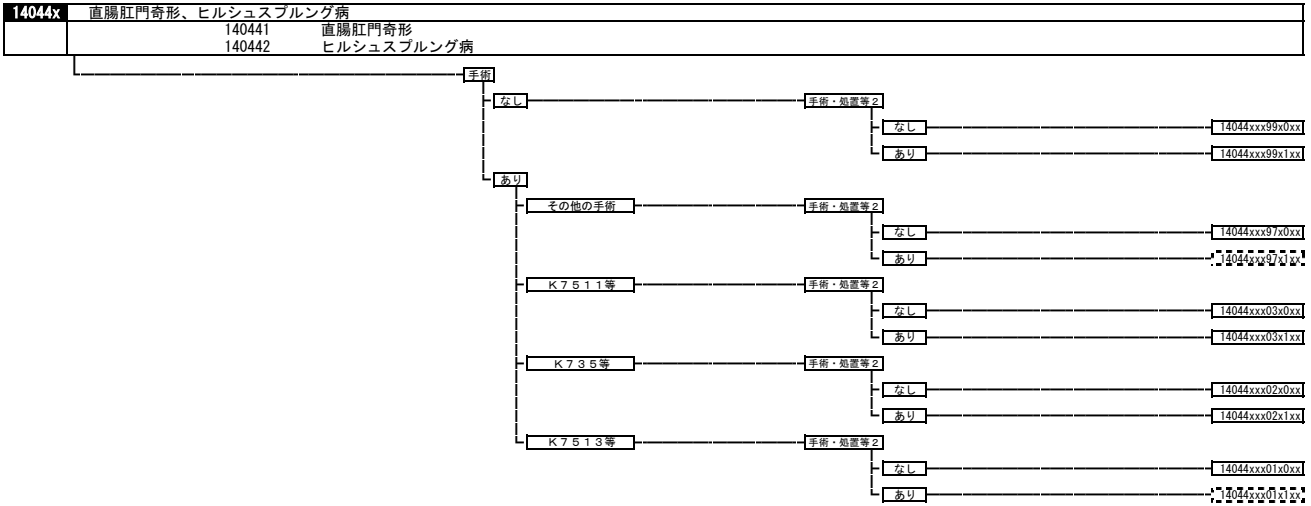 14044x 直腸肛門奇形、ヒルシュスプルング病
140441 直腸肛門奇形
140442 ヒルシュスプルング病
手術
なし 手術・処置等2
なし 14044xxx99x0xx
あり 14044xxx99x1xx
あり
その他の手術 手術・処置等2
なし 14044xxx97x0xx
あり 14044xxx97x1xx
K7511等 手術・処置等2
なし 14044xxx03x0xx
あり 14044xxx03x1xx
K735等 手術・処置等2
なし 14044xxx02x0xx
あり 14044xxx02x1xx
K7513等 手術・処置等2
なし 14044xxx01x0xx
あり 14044xxx01x1xx